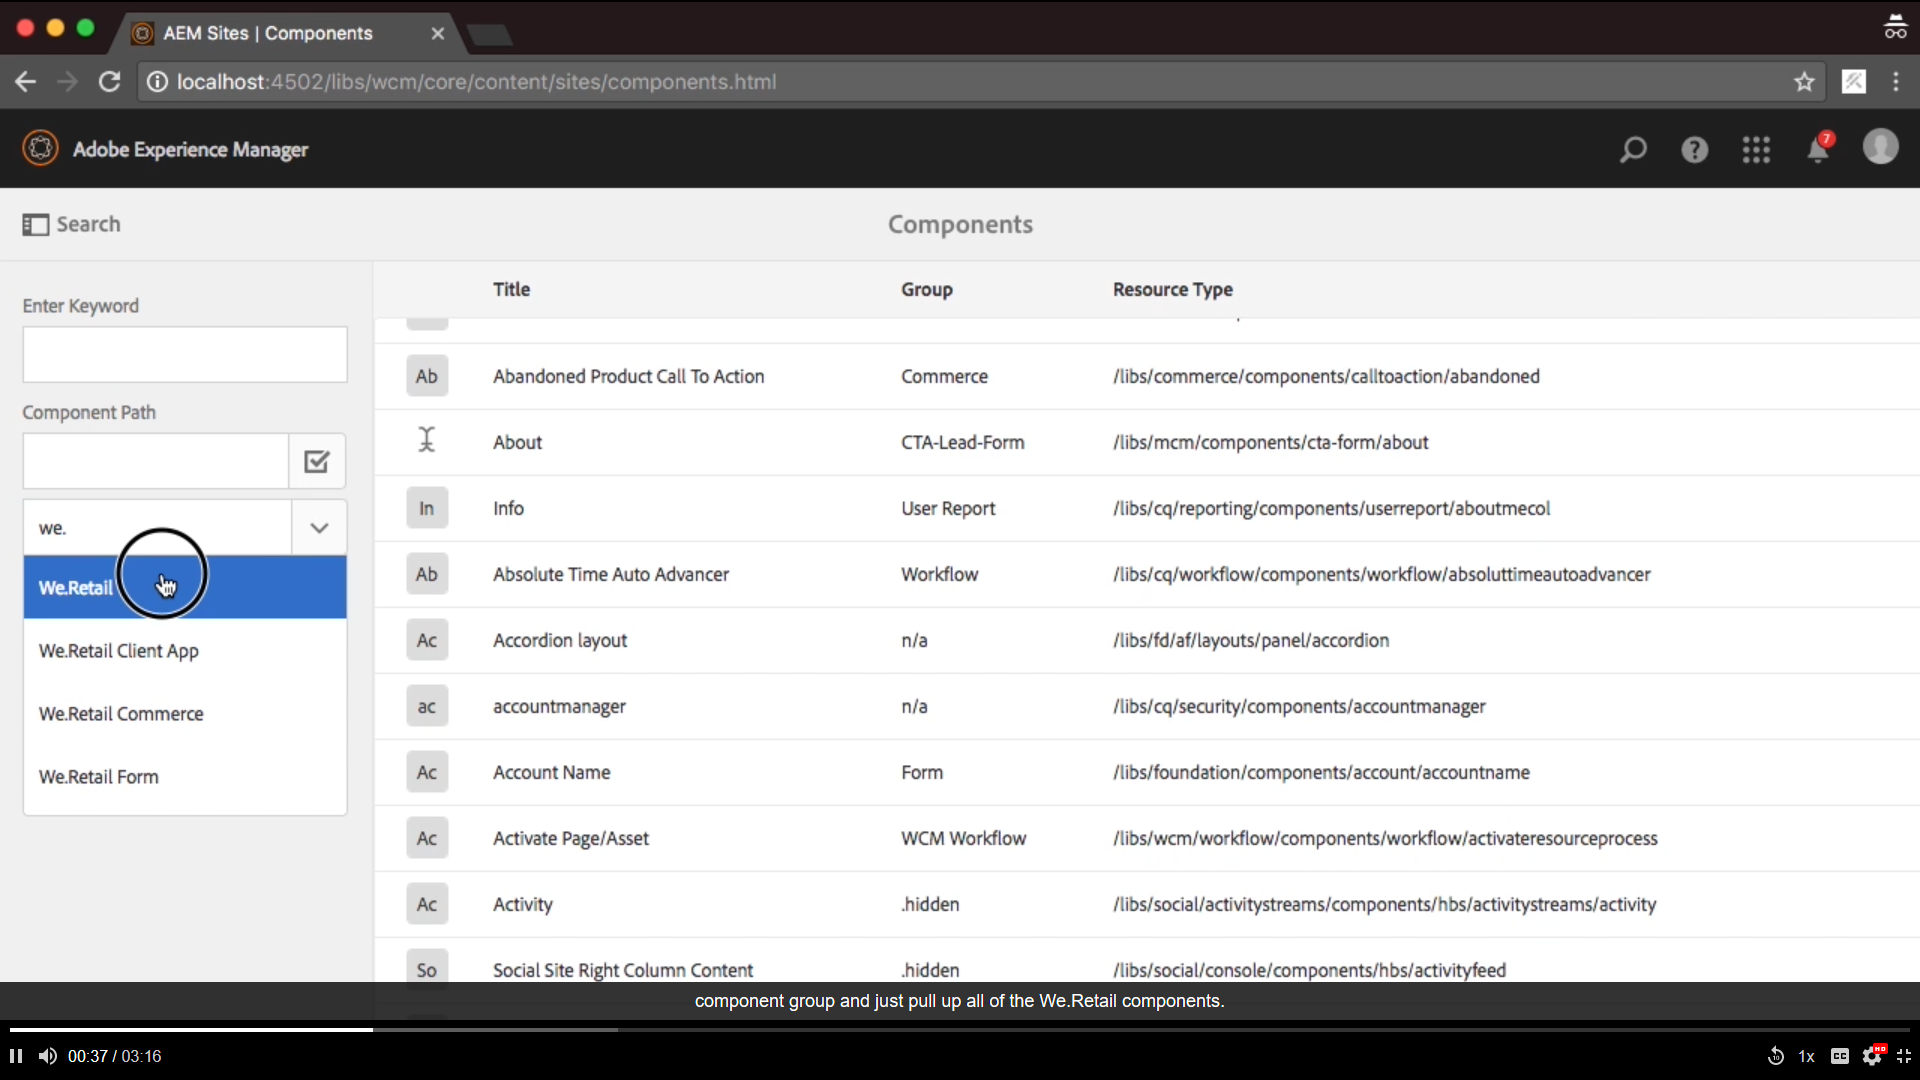 AEM Sites | Components
localhost:4502/libs/wcm/core/content/sites/components.html
Adobe Experience Manager
7
Search
Components
Enter Keyword
Component Path
we.
We.Retail
We.Retail Client App
We.Retail Commerce
We.Retail Form
Title Group Resource Type
Ab Abandoned Product Call To Action Commerce /libs/commerce/components/calltoaction/abandoned
About CTA-Lead-Form /libs/mcm/components/cta-form/about
In Info User Report /libs/cq/reporting/components/userreport/aboutmecol
Ab Absolute Time Auto Advancer Workflow /libs/cq/workflow/components/workflow/absoluttimeautoadvancer
Ac Accordion layout n/a /libs/fd/af/layouts/panel/accordion
ac accountmanager n/a /libs/cq/security/components/accountmanager
Ac Account Name Form /libs/foundation/components/account/accountname
Ac Activate Page/Asset WCM Workflow /libs/wcm/workflow/components/workflow/activateresourceprocess
Ac Activity .hidden /libs/social/activitystreams/components/hbs/activitystreams/activity
So Social Site Right Column Content .hidden /libs/social/console/components/hbs/activityfeed
component group and just pull up all of the We.Retail components.
00:37 / 03:16
10
1x
CC
HD